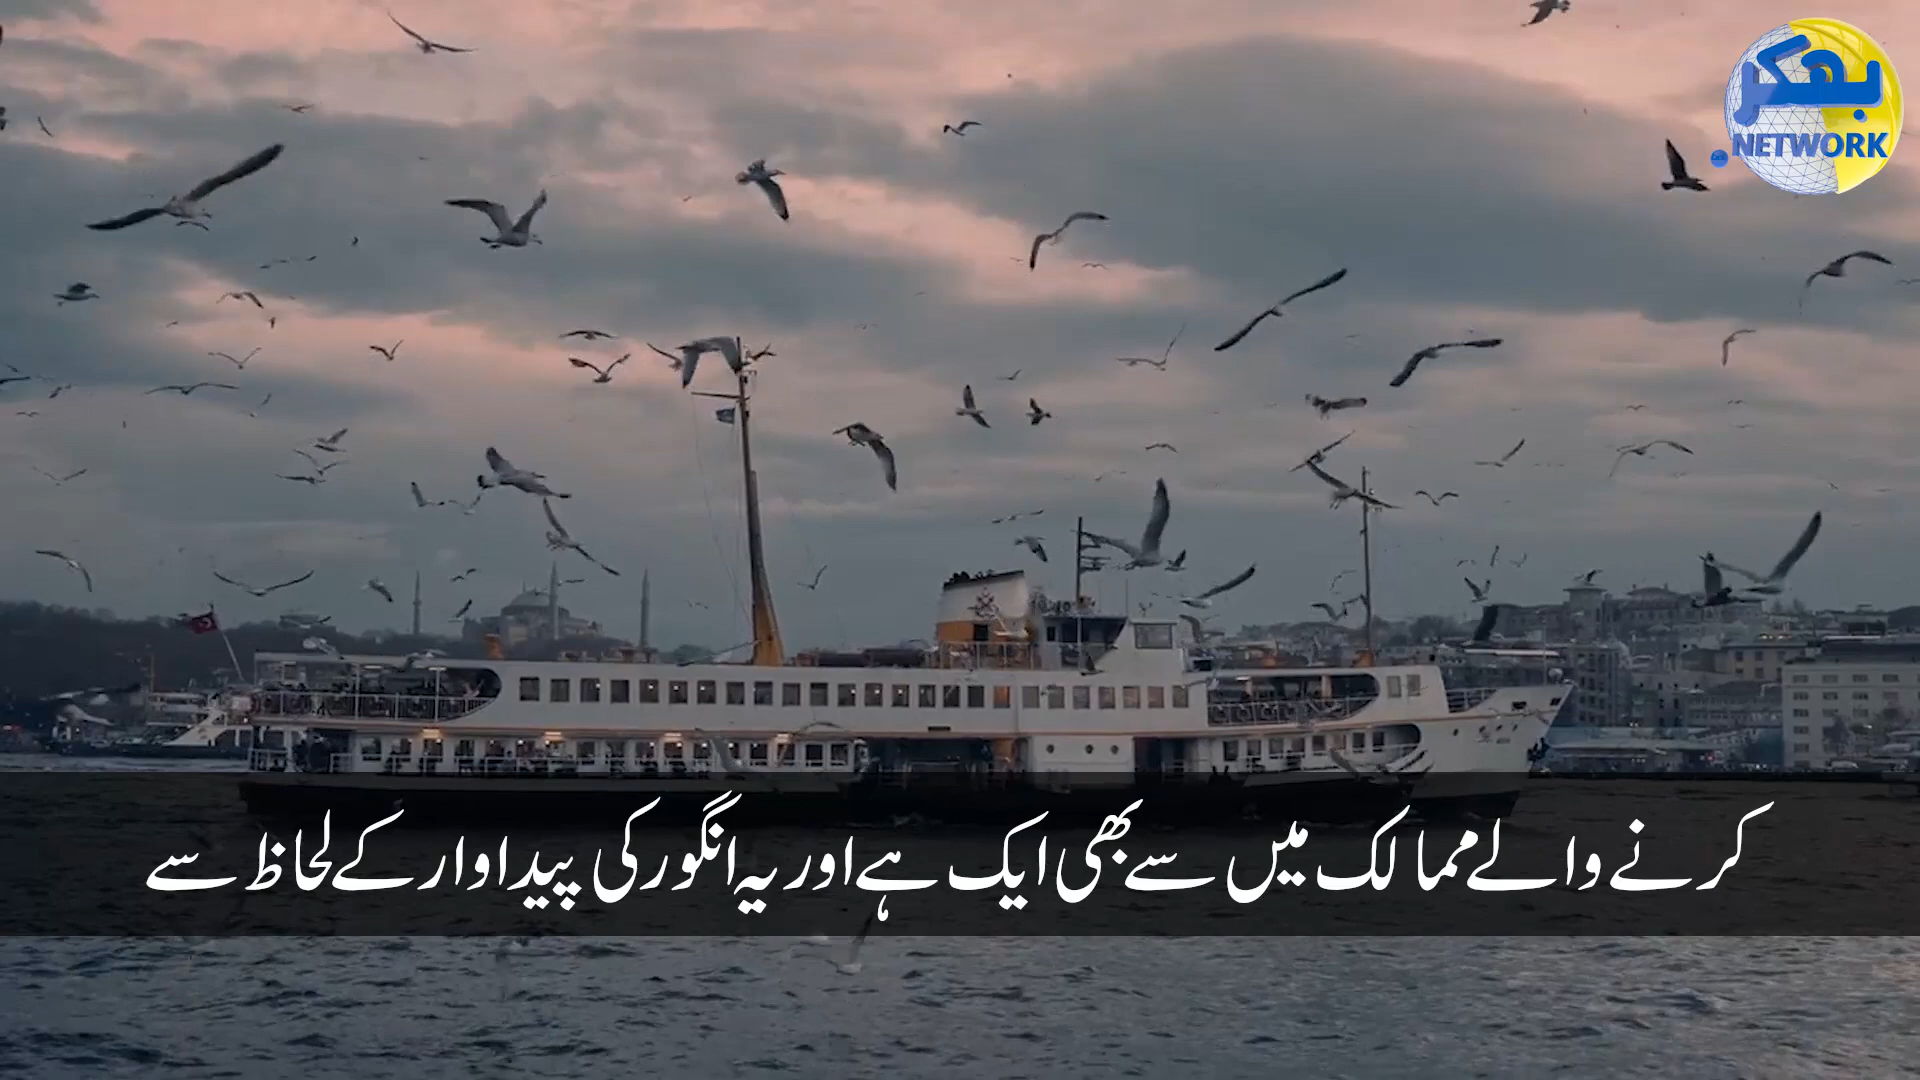 بھکر
NETWORK
کرنے والے ممالک میں سے بھی ایک ہے اور یہ انگور کی پیداوار کے لحاظ سے